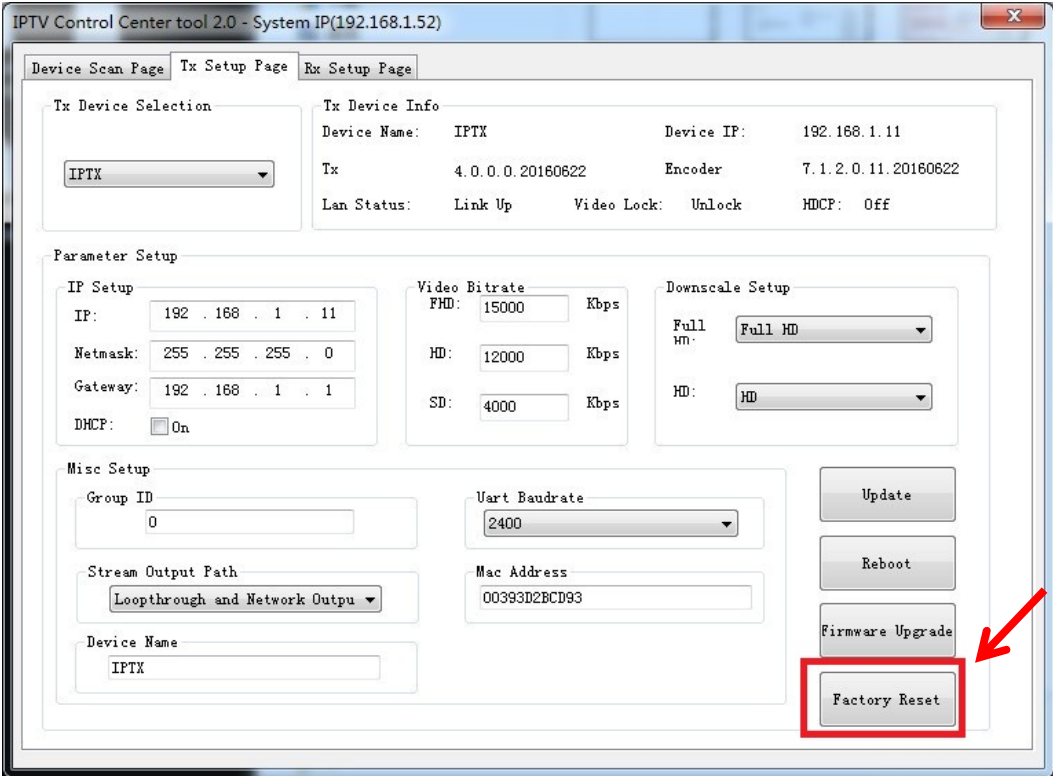 IPTV Control Center tool 2.0 - System IP(192.168.1.52)
Device Scan Page Tx Setup Page Rx Setup Page
Tx Device Selection
IPTX
Tx Device Info
Device Name: IPTX Device IP: 192.168.1.11
Tx 4.0.0.0.20160622 Encoder 7.1.2.0.11.20160622
Lan Status: Link Up Video Lock: Unlock HDCP: Off
Parameter Setup
IP Setup
IP: 192 . 168 . 1 . 11
Netmask: 255 . 255 . 255 . 0
Gateway: 192 . 168 . 1 . 1
DHCP: On
Video Bitrate
FHD: 15000 Kbps
HD: 12000 Kbps
SD: 4000 Kbps
Downscale Setup
Full
HD: Full HD
HD: HD
Misc Setup
Group ID
0
Uart Baudrate
2400
Stream Output Path
Loopthrough and Network Outpu
Mac Address
00393D2BCD93
Device Name
IPTX
Update
Reboot
Firmware Upgrade
Factory Reset